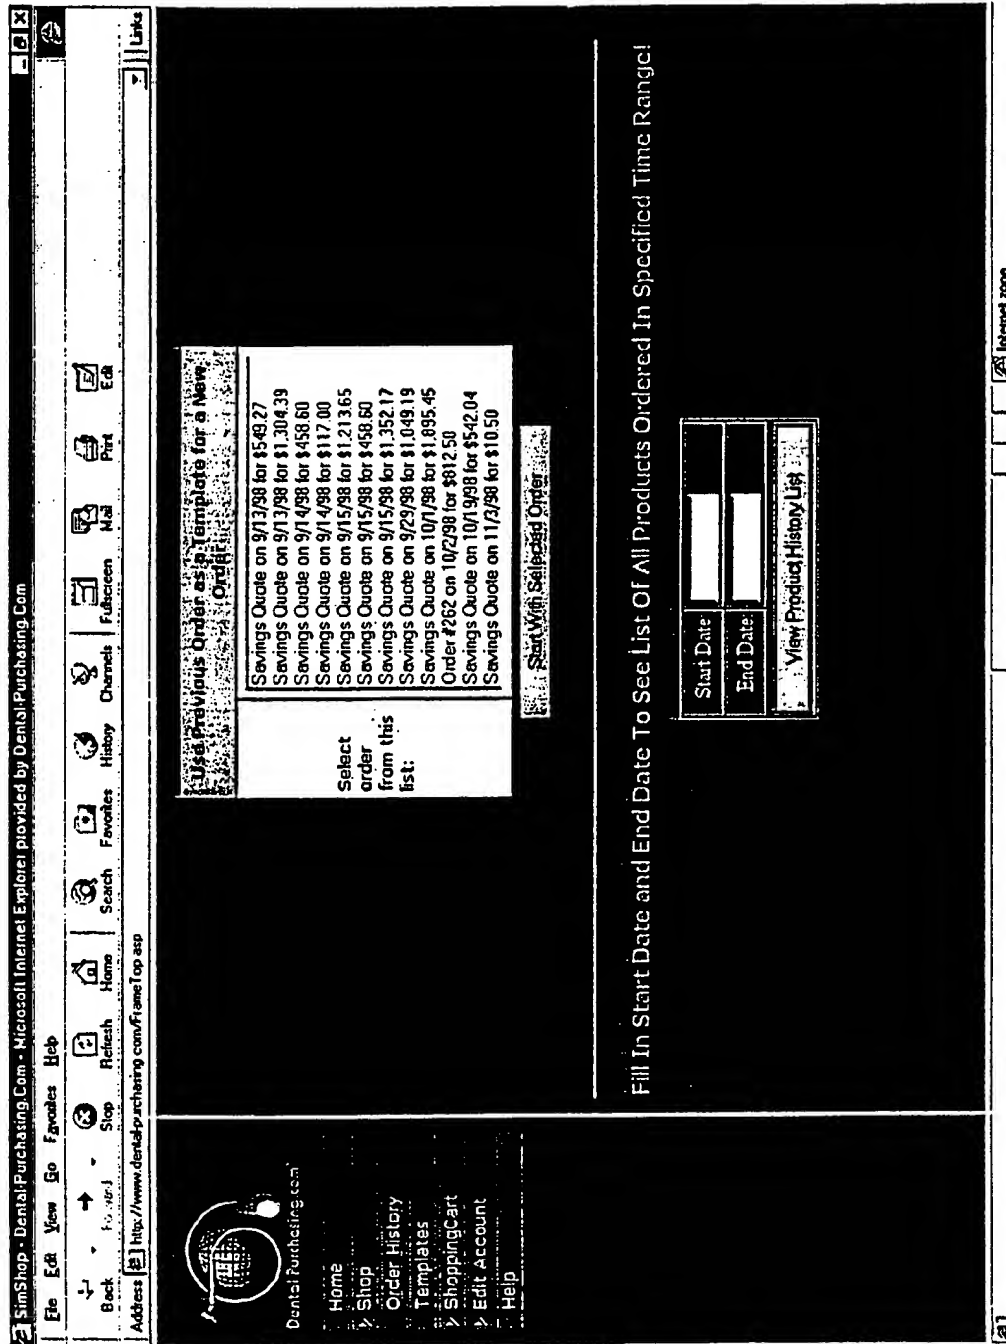 SimShop - Dental-Purchasing.Com - Microsoft Internet Explorer provided by Dental-Purchasing.Com
File Edit View Go Favorites Help
Back Stop Refresh Home Search Favorites History Channels Fullscreen Mail Print Edit
Address http://www.dental-purchasing.com/FrameTop.asp Links
Dental Purchasing.com
Home
Shop
Order History
Templates
ShoppingCart
Edit Account
Help
Use Previous Order as a Template for a New
Order
Select
order
from this
list:
Savings Quote on 9/13/98 for $549.27
Savings Quote on 9/13/98 for $1,304.39
Savings Quote on 9/14/98 for $458.60
Savings Quote on 9/14/98 for $117.00
Savings Quote on 9/15/98 for $1,213.65
Savings Quote on 9/15/98 for $458.60
Savings Quote on 9/15/98 for $1,352.17
Savings Quote on 9/29/98 for $1,049.19
Savings Quote on 10/1/98 for $1,895.45
Order #262 on 10/2/98 for $812.50
Savings Quote on 10/19/98 for $542.04
Savings Quote on 11/3/98 for $10.50
Start With Selected Order
Fill In Start Date and End Date To See List Of All Products Ordered In Specified Time Range!
Start Date:
End Date:
View Product History List
Internet zone